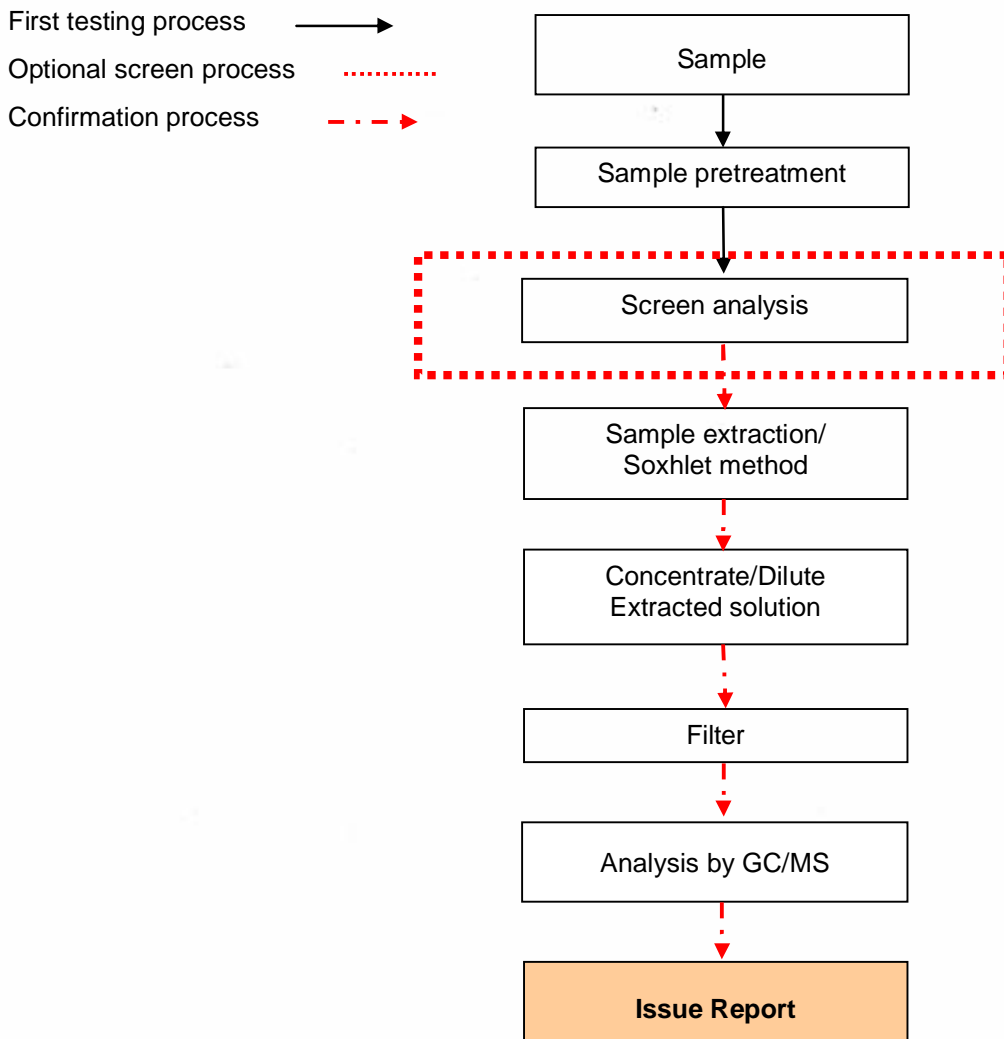 First testing process
Optional screen process
Confirmation process
Sample
Sample pretreatment
Screen analysis
Sample extraction/
Soxhlet method
Concentrate/Dilute
Extracted solution
Filter
Analysis by GC/MS
Issue Report